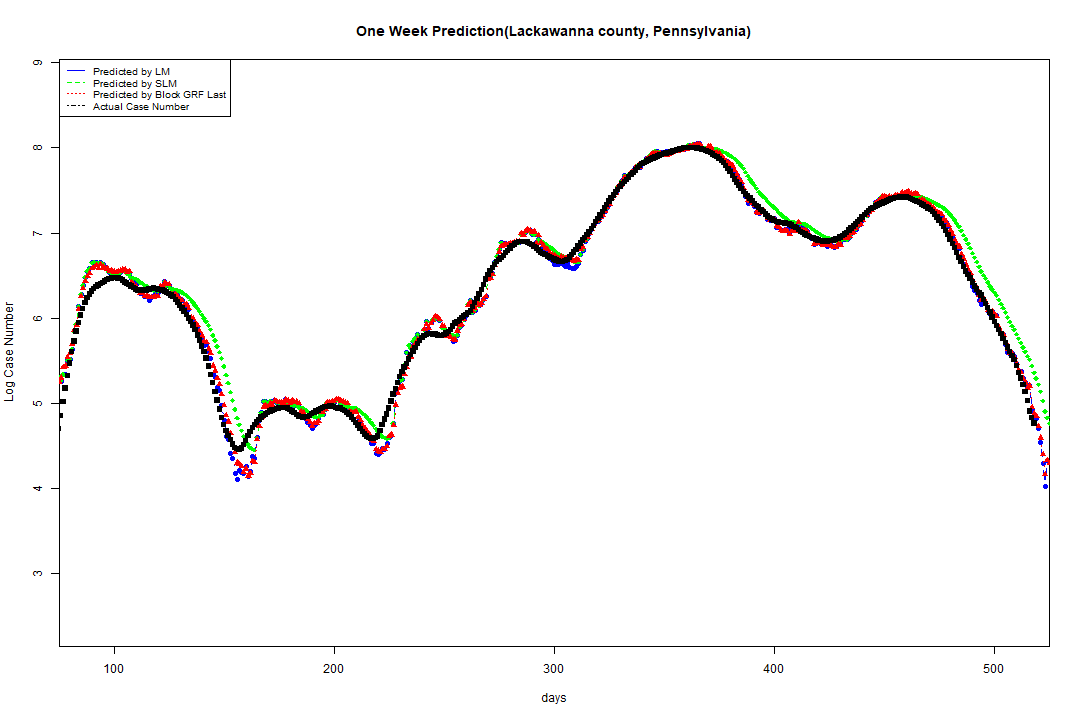 One Week Prediction(Lackawanna county, Pennsylvania)
Predicted by LM
Predicted by SLM
Predicted by Block GRF Last
Actual Case Number
9
8
7
6
5
4
3
Log Case Number
100 200 300 400 500
days